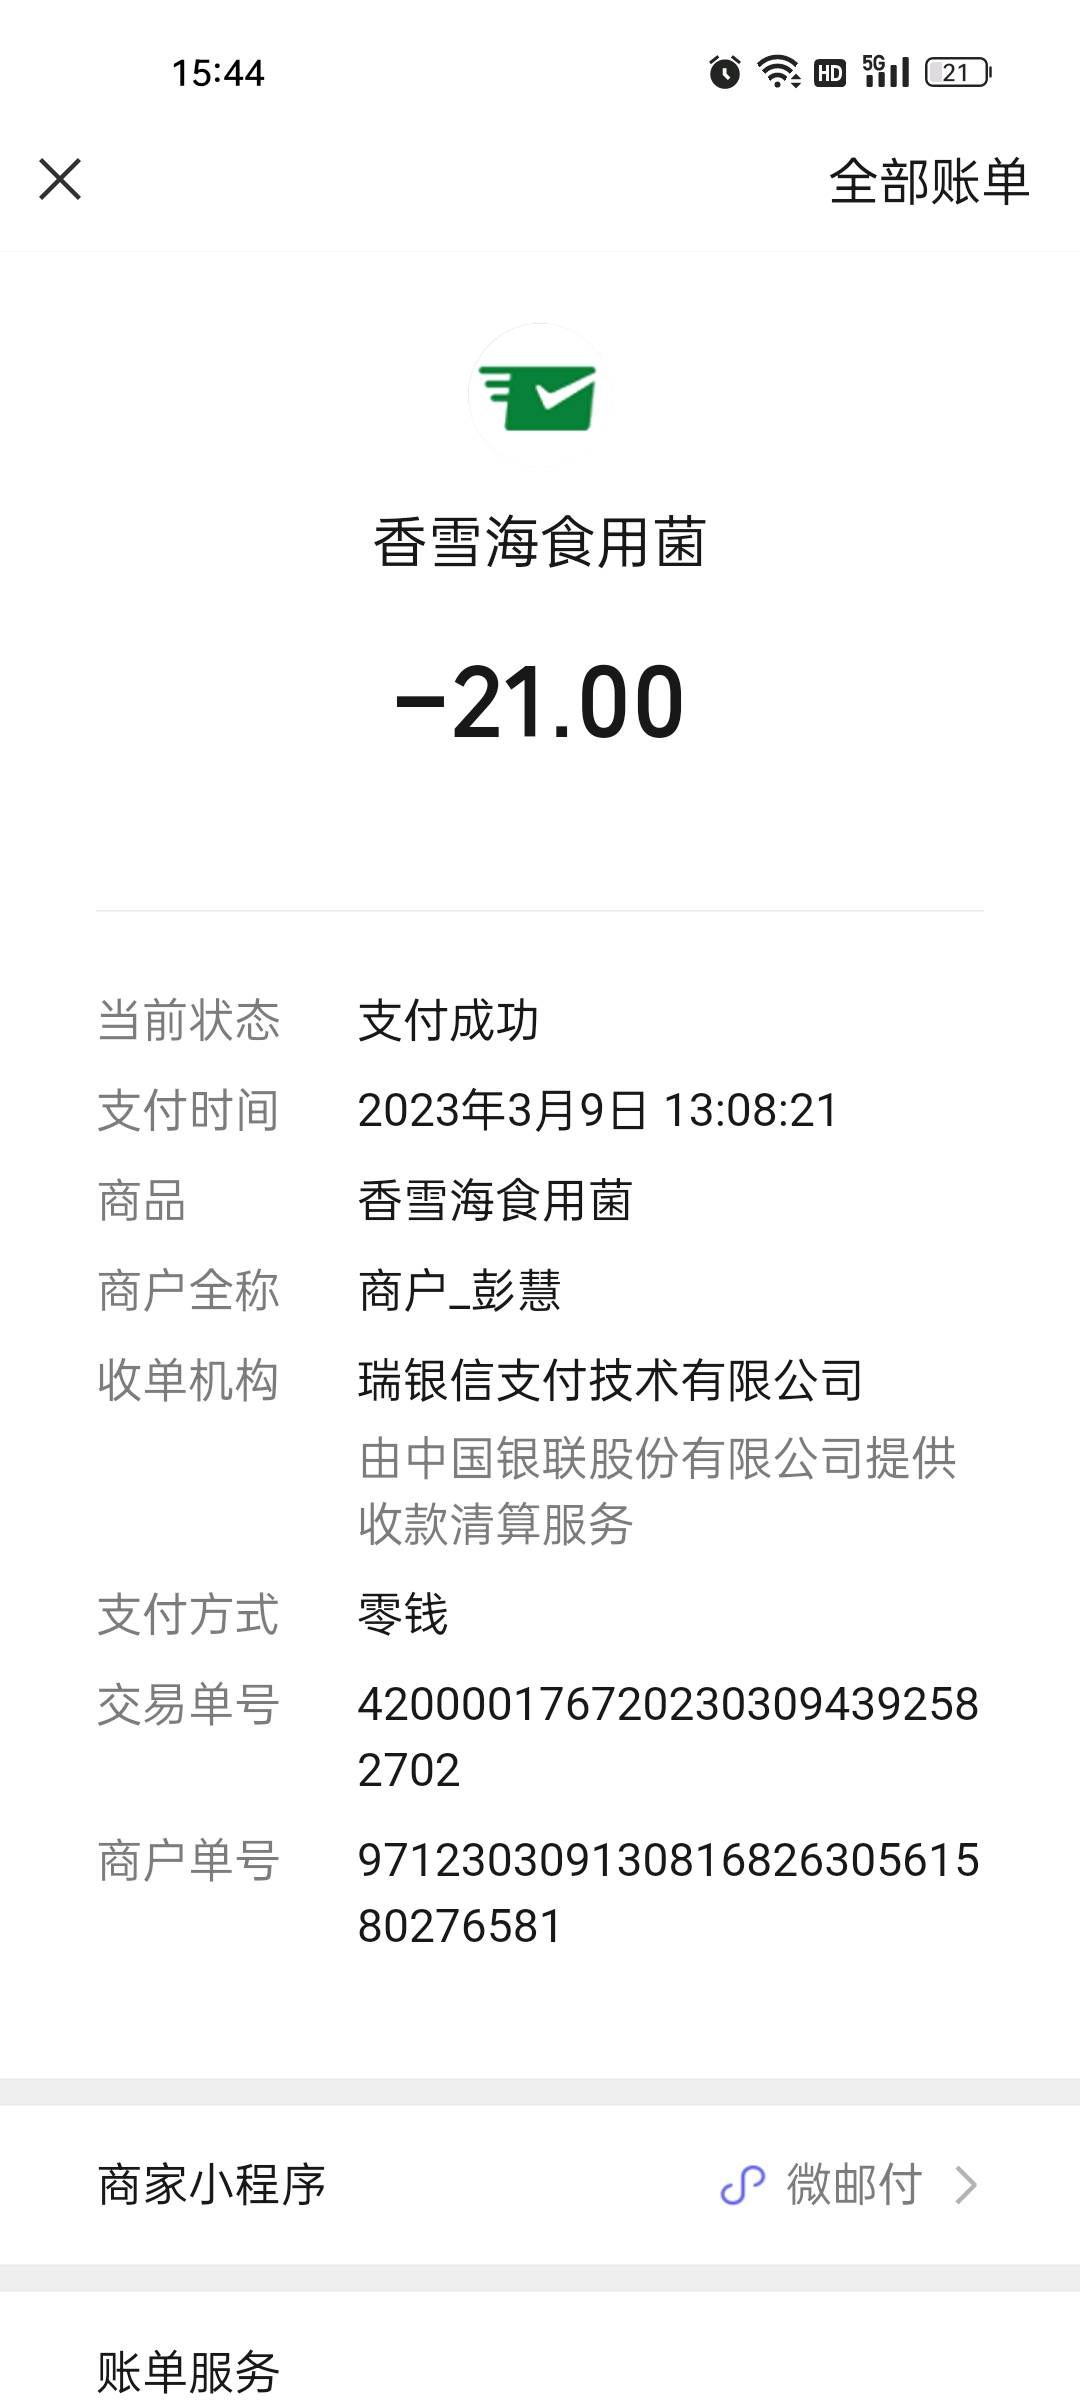 15:44
HD 5G 21
全部账单
香雪海食用菌
-21.00
当前状态 支付成功
支付时间 2023年3月9日 13:08:21
商品 香雪海食用菌
商户全称 商户_彭慧
收单机构 瑞银信支付技术有限公司
由中国银联股份有限公司提供
收款清算服务
支付方式 零钱
交易单号 420000176720230309439258
2702
商户单号 971230309130816826305615
80276581
商家小程序 微邮付
账单服务